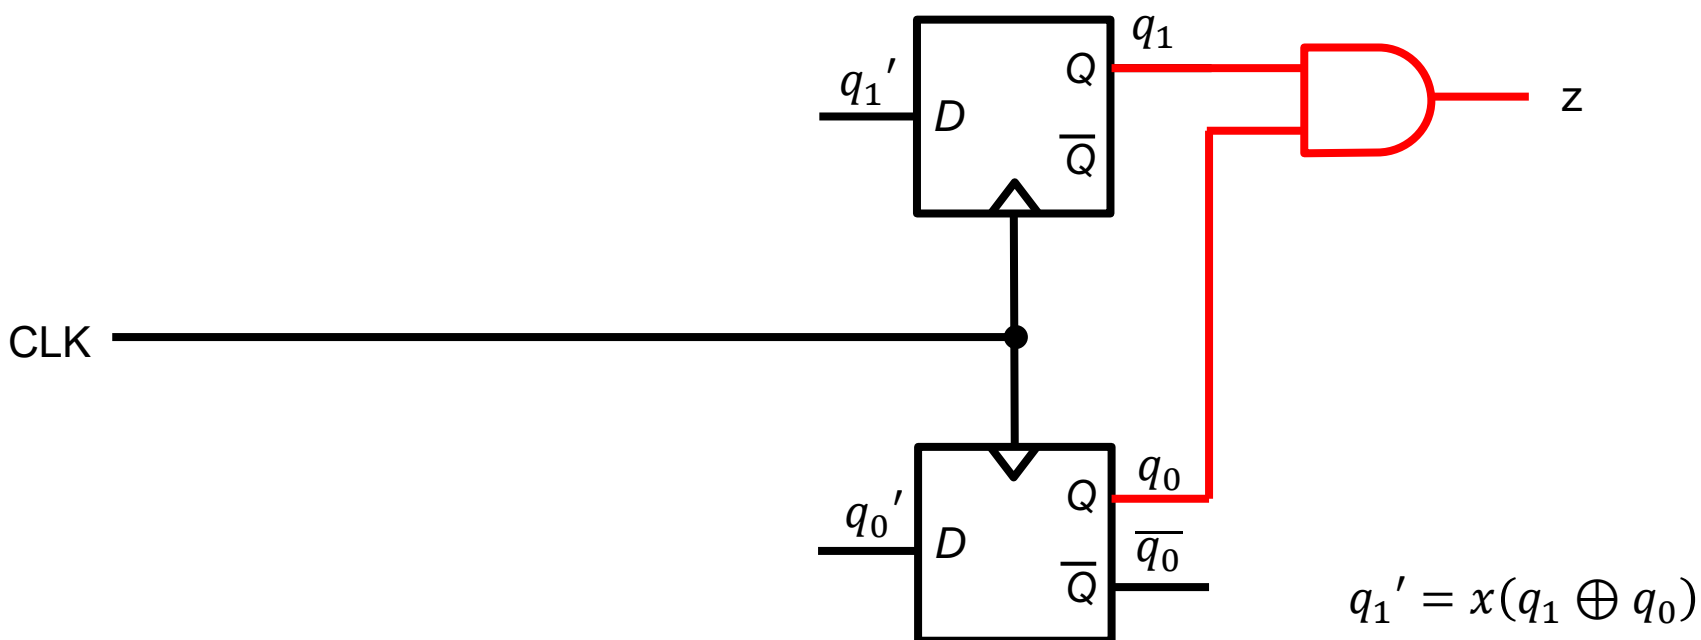 q₁
Q
q₁′
D
z
Q̅
CLK
q₀
Q
q₀′
D
q̅₀
Q̅
q₁′ = x(q₁ ⊕ q₀)